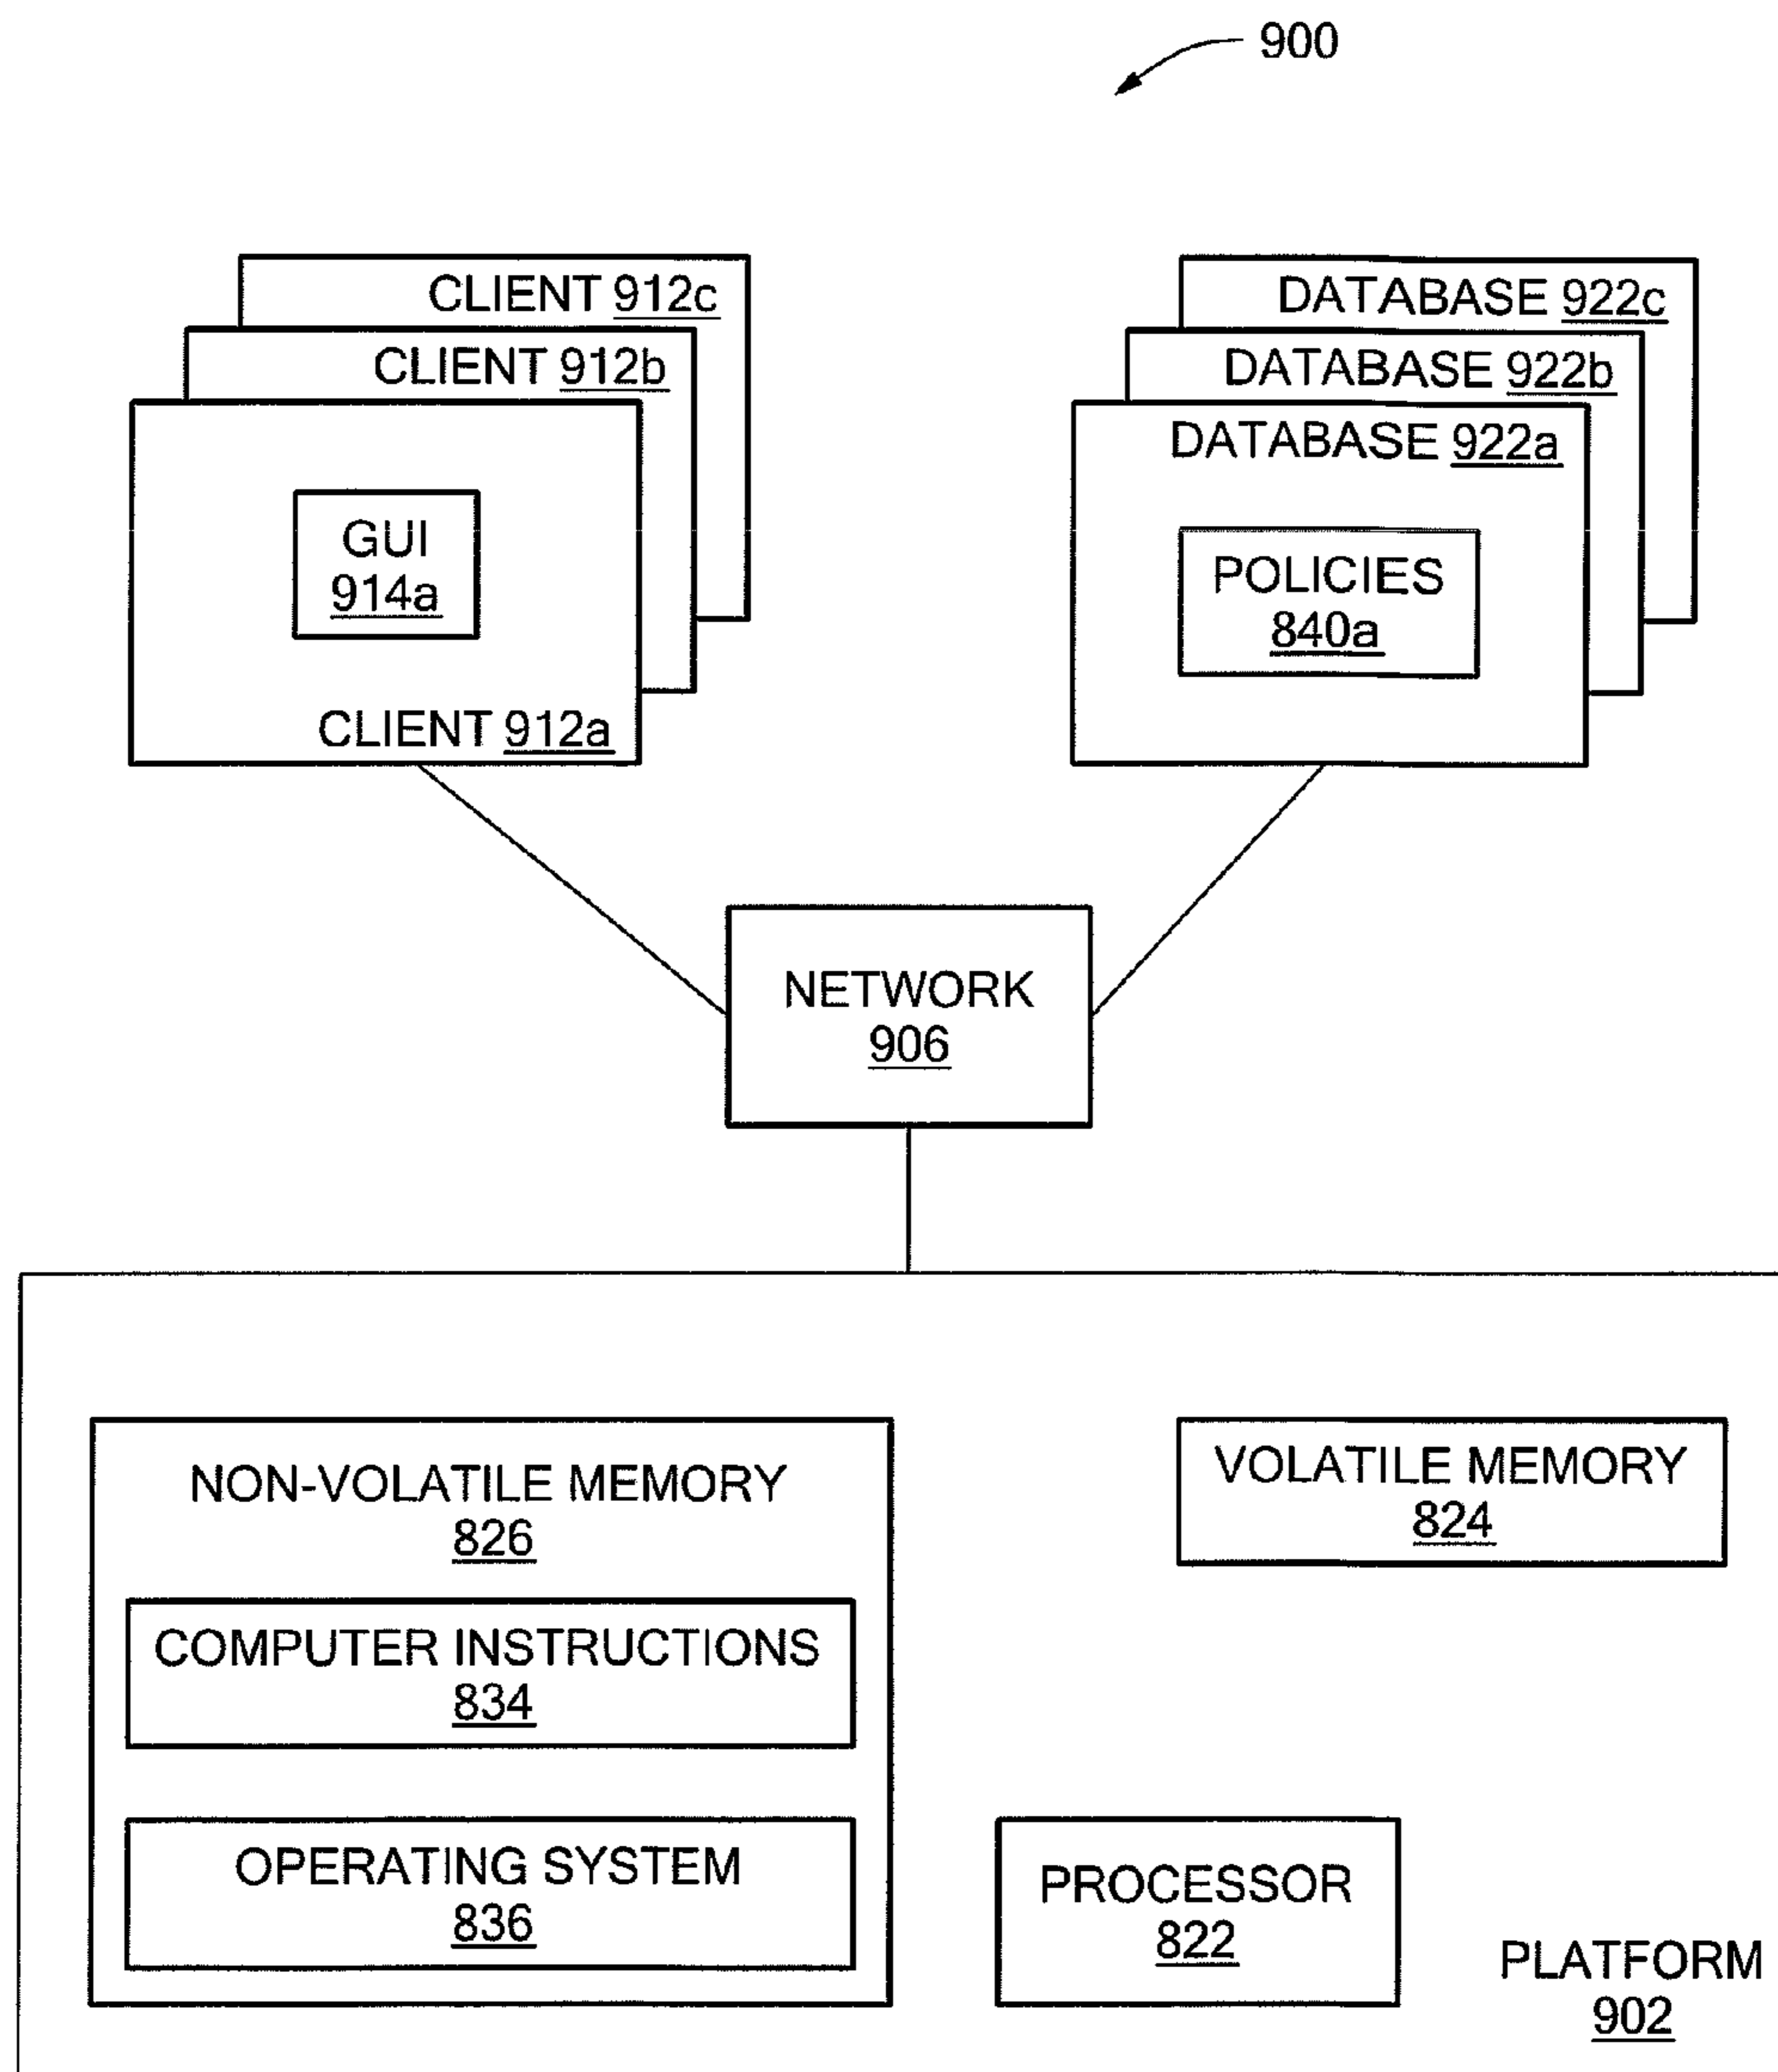 900
CLIENT 912c
CLIENT 912b
GUI
914a
CLIENT 912a
DATABASE 922c
DATABASE 922b
DATABASE 922a
POLICIES
840a
NETWORK
906
NON-VOLATILE MEMORY
826
COMPUTER INSTRUCTIONS
834
OPERATING SYSTEM
836
VOLATILE MEMORY
824
PROCESSOR
822
PLATFORM
902